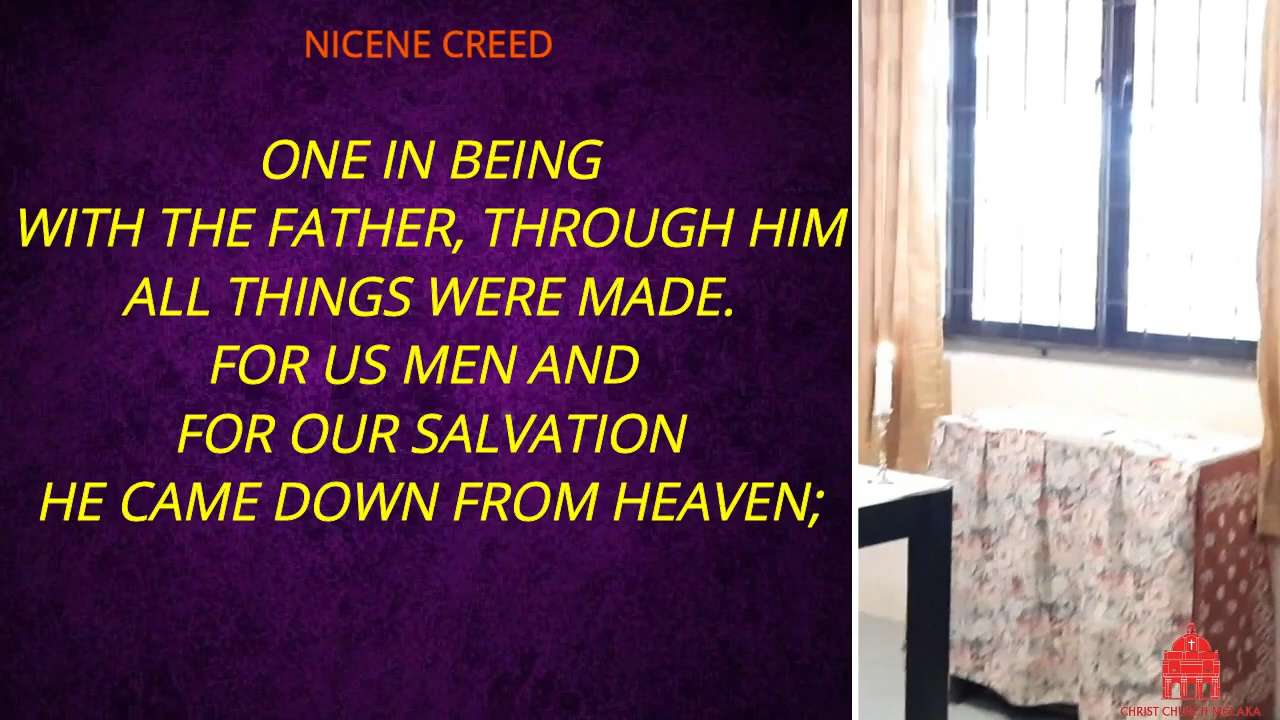 NICENE CREED
ONE IN BEING
WITH THE FATHER, THROUGH HIM
ALL THINGS WERE MADE.
FOR US MEN AND
FOR OUR SALVATION
HE CAME DOWN FROM HEAVEN;
CHRIST CHURCH MELAKA